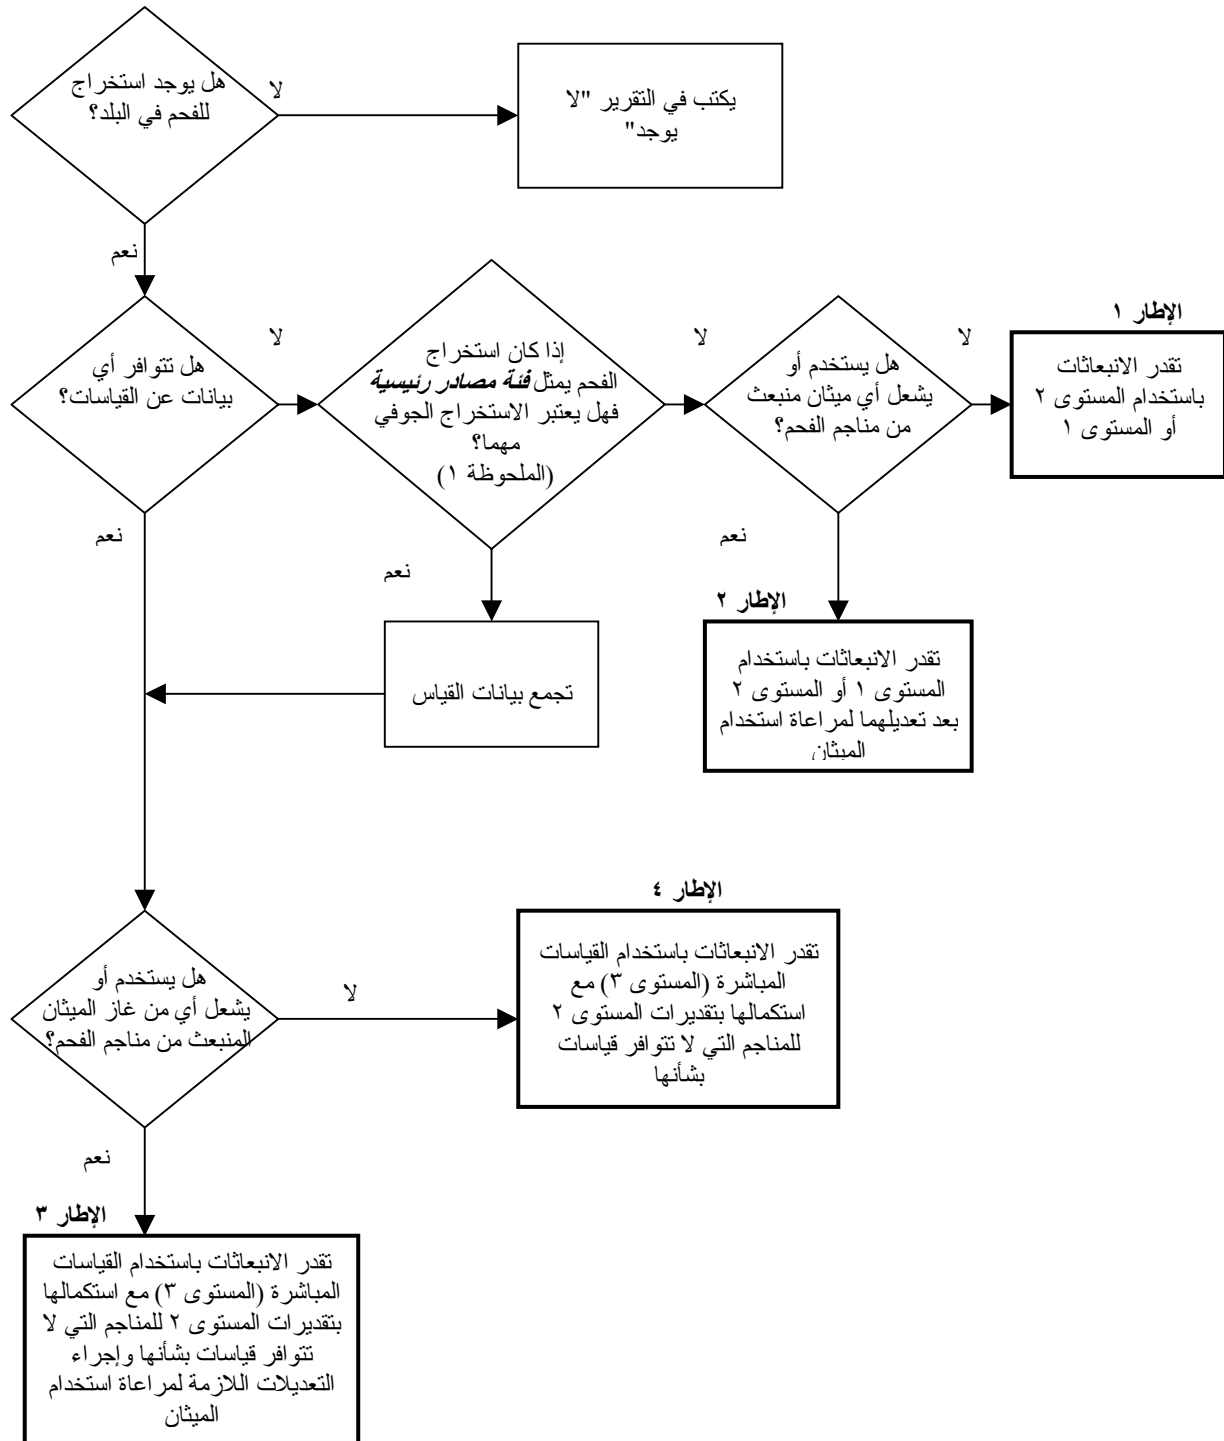 هل يوجد استخراج
للفحم في البلد؟
لا
يكتب في التقرير "لا
يوجد"
نعم
هل تتوافر أي
بيانات عن القياسات؟
لا
إذا كان استخراج
الفحم يمثل فئة مصادر رئيسية
فهل يعتبر الاستخراج الجوفي
مهما؟
(الملحوظة ١)
لا
هل يستخدم أو
يشعل أي ميثان منبعث
من مناجم الفحم؟
لا
الإطار ١
تقدر الانبعاثات
باستخدام المستوى ٢
أو المستوى ١
نعم
نعم
نعم
الإطار ٢
تقدر الانبعاثات باستخدام
المستوى ١ أو المستوى ٢
بعد تعديلهما لمراعاة استخدام
الميثان
تجمع بيانات القياس
هل يستخدم أو
يشعل أي من غاز الميثان
المنبعث من مناجم الفحم؟
لا
الإطار ٤
تقدر الانبعاثات باستخدام القياسات
المباشرة (المستوى ٣) مع
استكمالها بتقديرات المستوى ٢
للمناجم التي لا تتوافر قياسات
بشأنها
نعم
الإطار ٣
تقدر الانبعاثات باستخدام القياسات
المباشرة (المستوى ٣) مع استكمالها
بتقديرات المستوى ٢ للمناجم التي لا
تتوافر قياسات بشأنها وإجراء
التعديلات اللازمة لمراعاة استخدام
الميثان